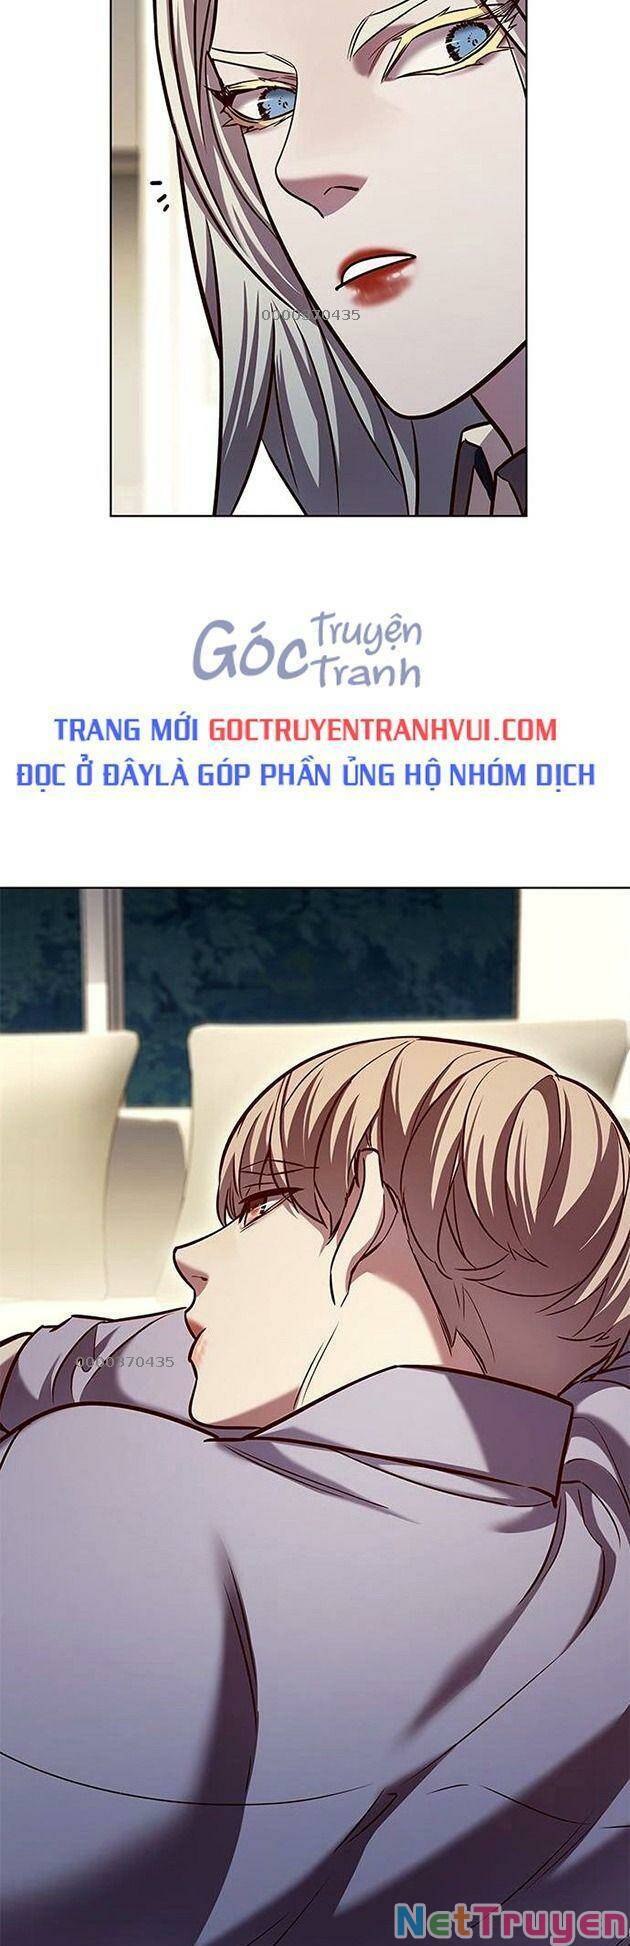 0000370435
Góc Truyện
Tranh
TRANG MỚI GOCTRUYENTRANHVUI.COM
ĐỌC Ở ĐÂYLÀ GÓP PHẦN ỦNG HỘ NHÓM DỊCH
0000370435
NetTruyen